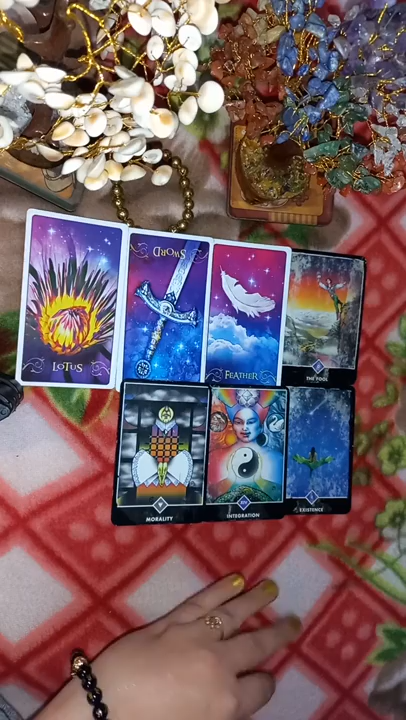 LOTUS
SWORD
FEATHER
THE FOOL
MORALITY
INTEGRATION
EXISTENCE